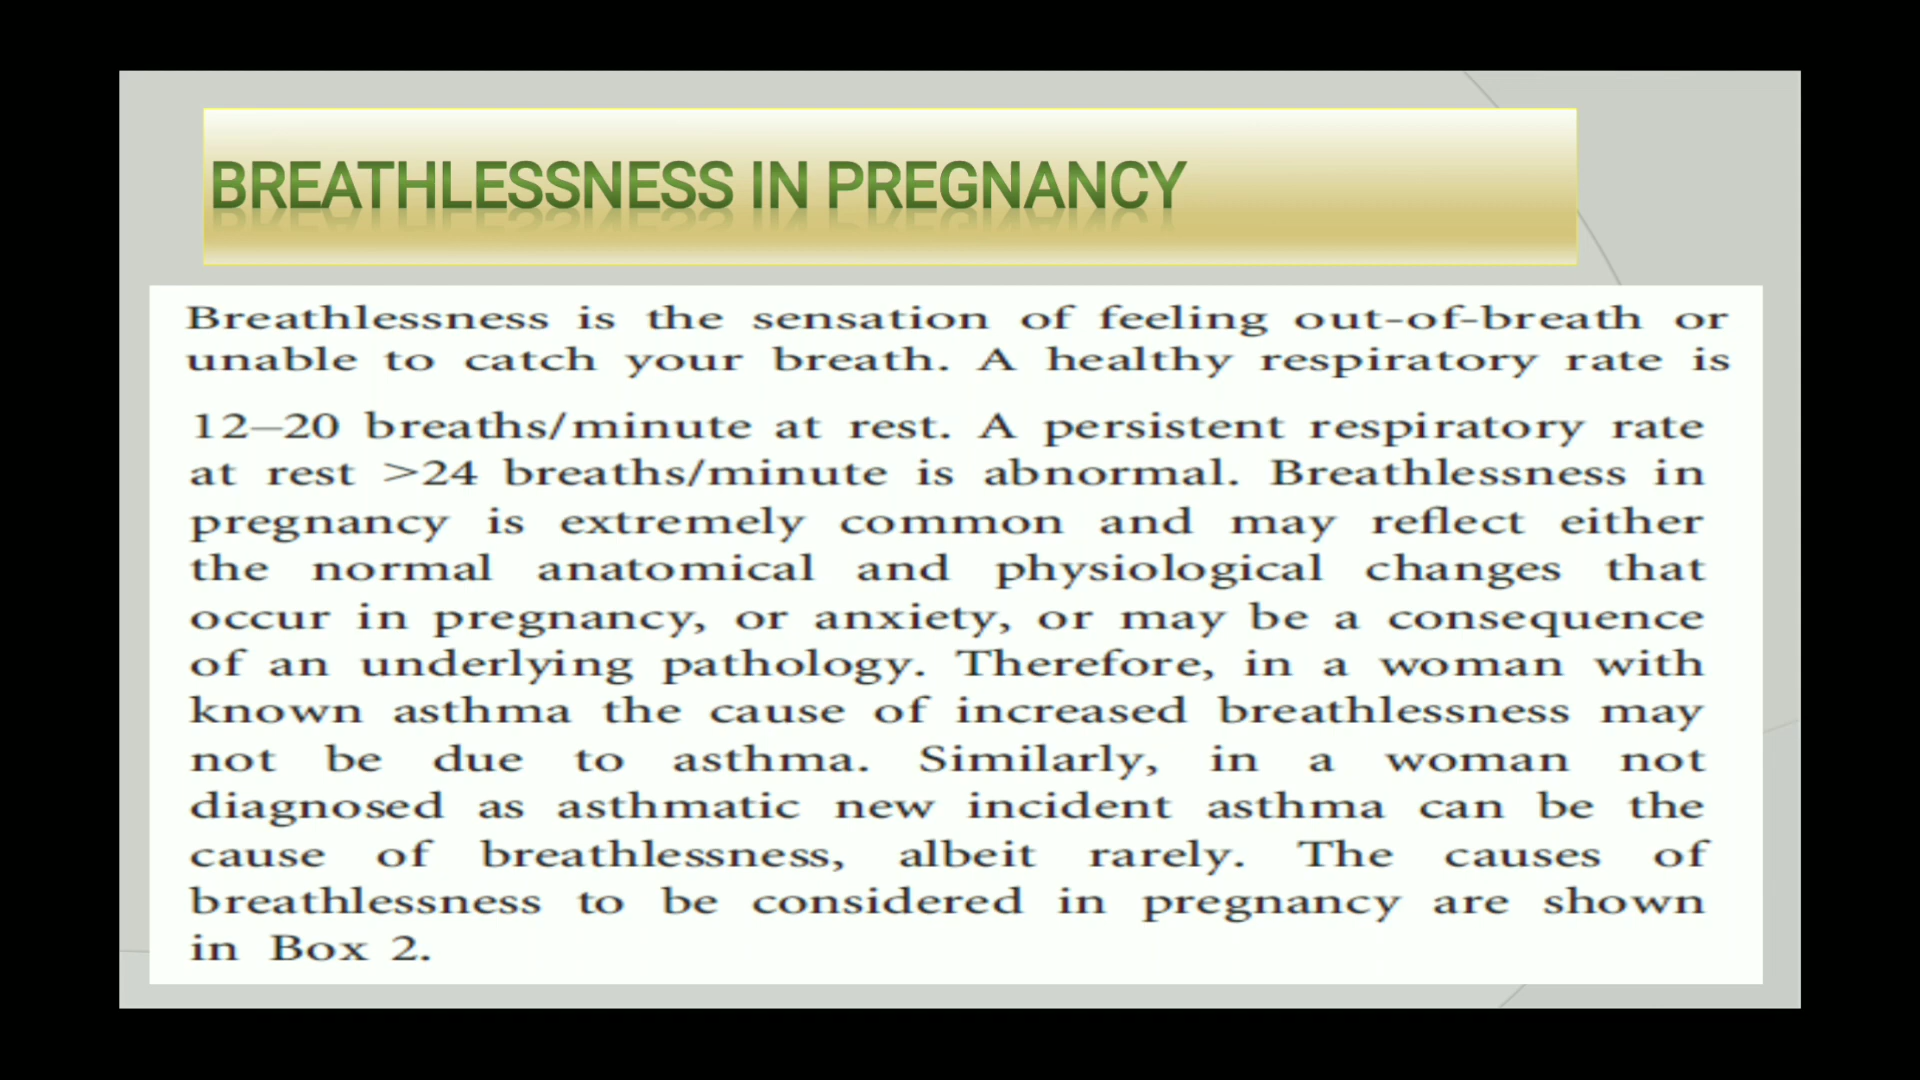 BREATHLESSNESS IN PREGNANCY
Breathlessness is the sensation of feeling out-of-breath or
unable to catch your breath. A healthy respiratory rate is
12–20 breaths/minute at rest. A persistent respiratory rate
at rest >24 breaths/minute is abnormal. Breathlessness in
pregnancy is extremely common and may reflect either
the normal anatomical and physiological changes that
occur in pregnancy, or anxiety, or may be a consequence
of an underlying pathology. Therefore, in a woman with
known asthma the cause of increased breathlessness may
not be due to asthma. Similarly, in a woman not
diagnosed as asthmatic new incident asthma can be the
cause of breathlessness, albeit rarely. The causes of
breathlessness to be considered in pregnancy are shown
in Box 2.